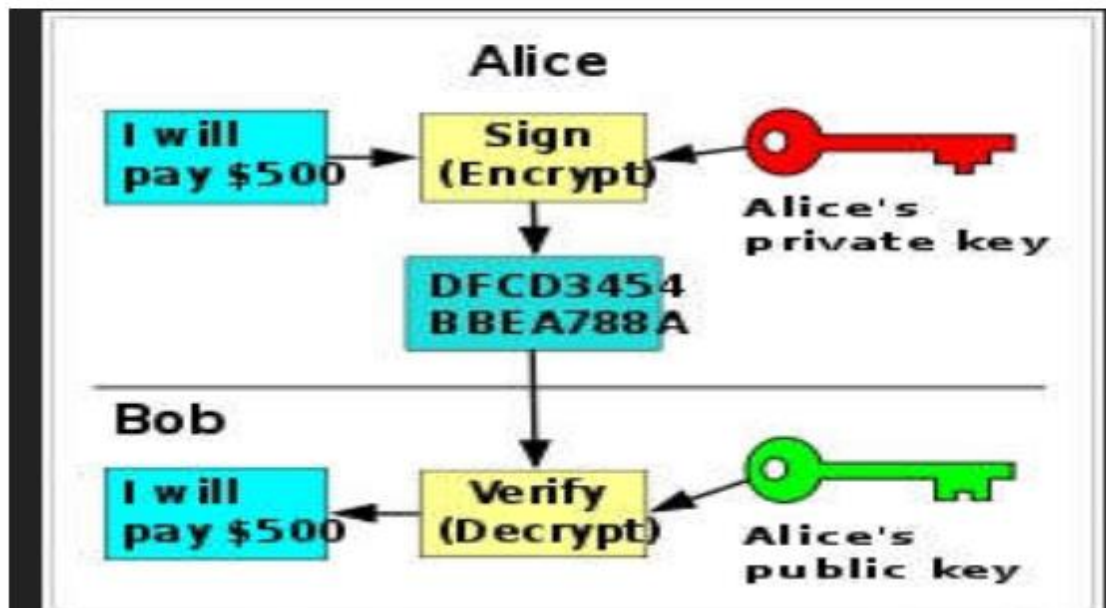 Alice
I will
pay $500
Sign
(Encrypt)
Alice's
private key
DFCD3454
BBEA788A
Bob
I will
pay $500
Verify
(Decrypt)
Alice's
public key